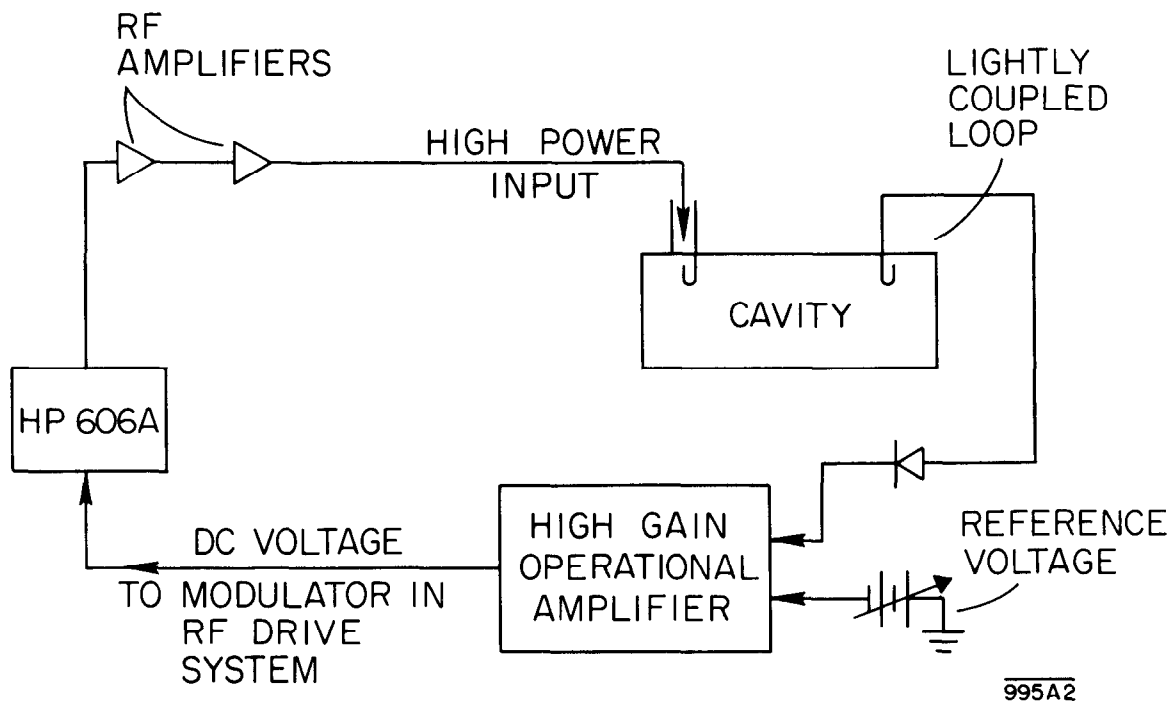 RF
AMPLIFIERS
HIGH POWER
INPUT
LIGHTLY
COUPLED
LOOP
CAVITY
HP 606A
HIGH GAIN
OPERATIONAL
AMPLIFIER
REFERENCE
VOLTAGE
DC VOLTAGE
TO MODULATOR IN
RF DRIVE
SYSTEM
995A2